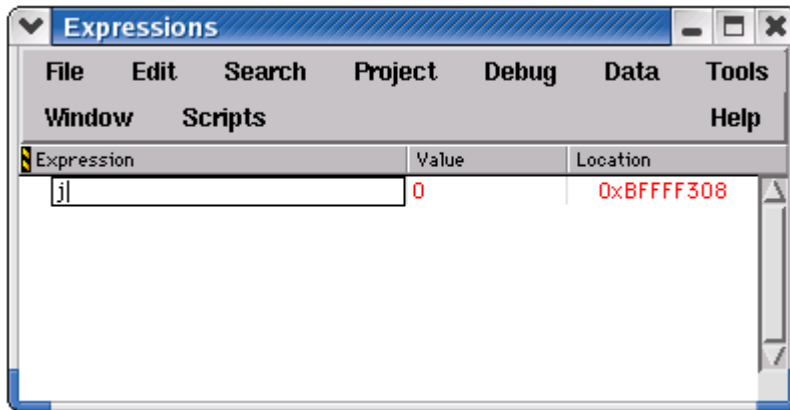 Expressions
File Edit Search Project Debug Data Tools
Window Scripts Help
Expression Value Location
j 0 0xBFFFF308